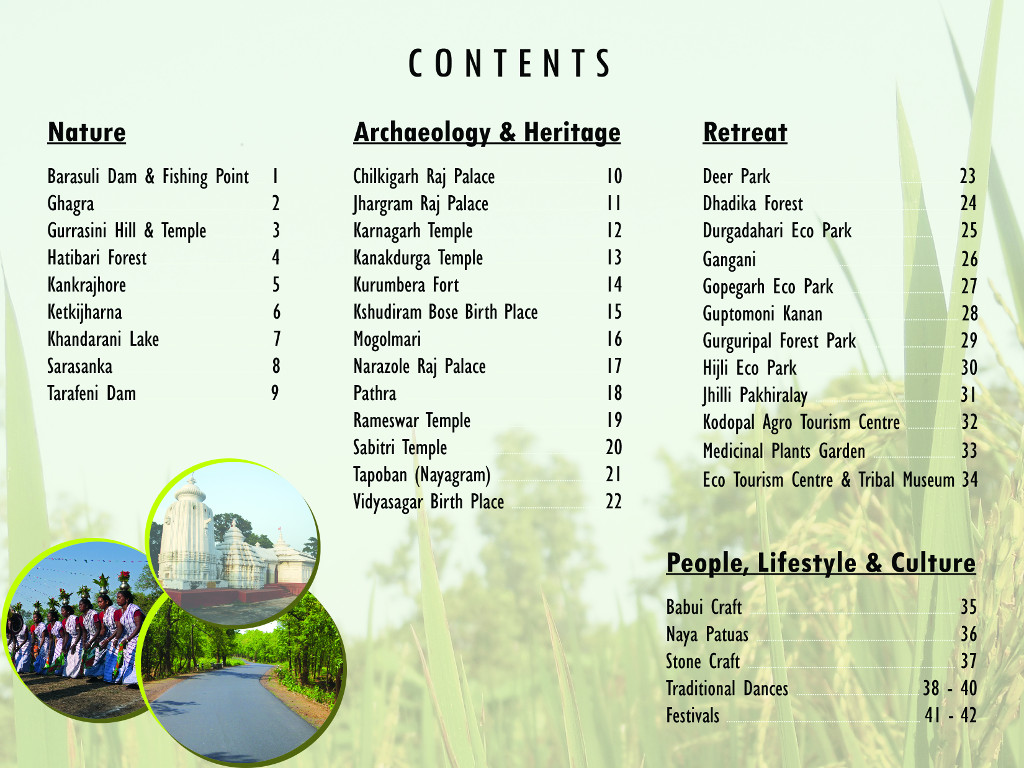 CONTENTS
Nature
Barasuli Dam & Fishing Point 1
Ghagra 2
Gurrasini Hill & Temple 3
Hatibari Forest 4
Kankrajhore 5
Ketkijharna 6
Khandarani Lake 7
Sarasanka 8
Tarafeni Dam 9
Archaeology & Heritage
Chilkigarh Raj Palace 10
Jhargram Raj Palace 11
Karnagarh Temple 12
Kanakdurga Temple 13
Kurumbera Fort 14
Kshudiram Bose Birth Place 15
Mogolmari 16
Narazole Raj Palace 17
Pathra 18
Rameswar Temple 19
Sabitri Temple 20
Tapoban (Nayagram) 21
Vidyasagar Birth Place 22
Retreat
Deer Park 23
Dhadika Forest 24
Durgadahari Eco Park 25
Gangani 26
Gopegarh Eco Park 27
Guptomoni Kanan 28
Gurguripal Forest Park 29
Hijli Eco Park 30
Jhilli Pakhiralay 31
Kodopal Agro Tourism Centre 32
Medicinal Plants Garden 33
Eco Tourism Centre & Tribal Museum 34
People, Lifestyle & Culture
Babui Craft 35
Naya Patuas 36
Stone Craft 37
Traditional Dances 38 - 40
Festivals 41 - 42